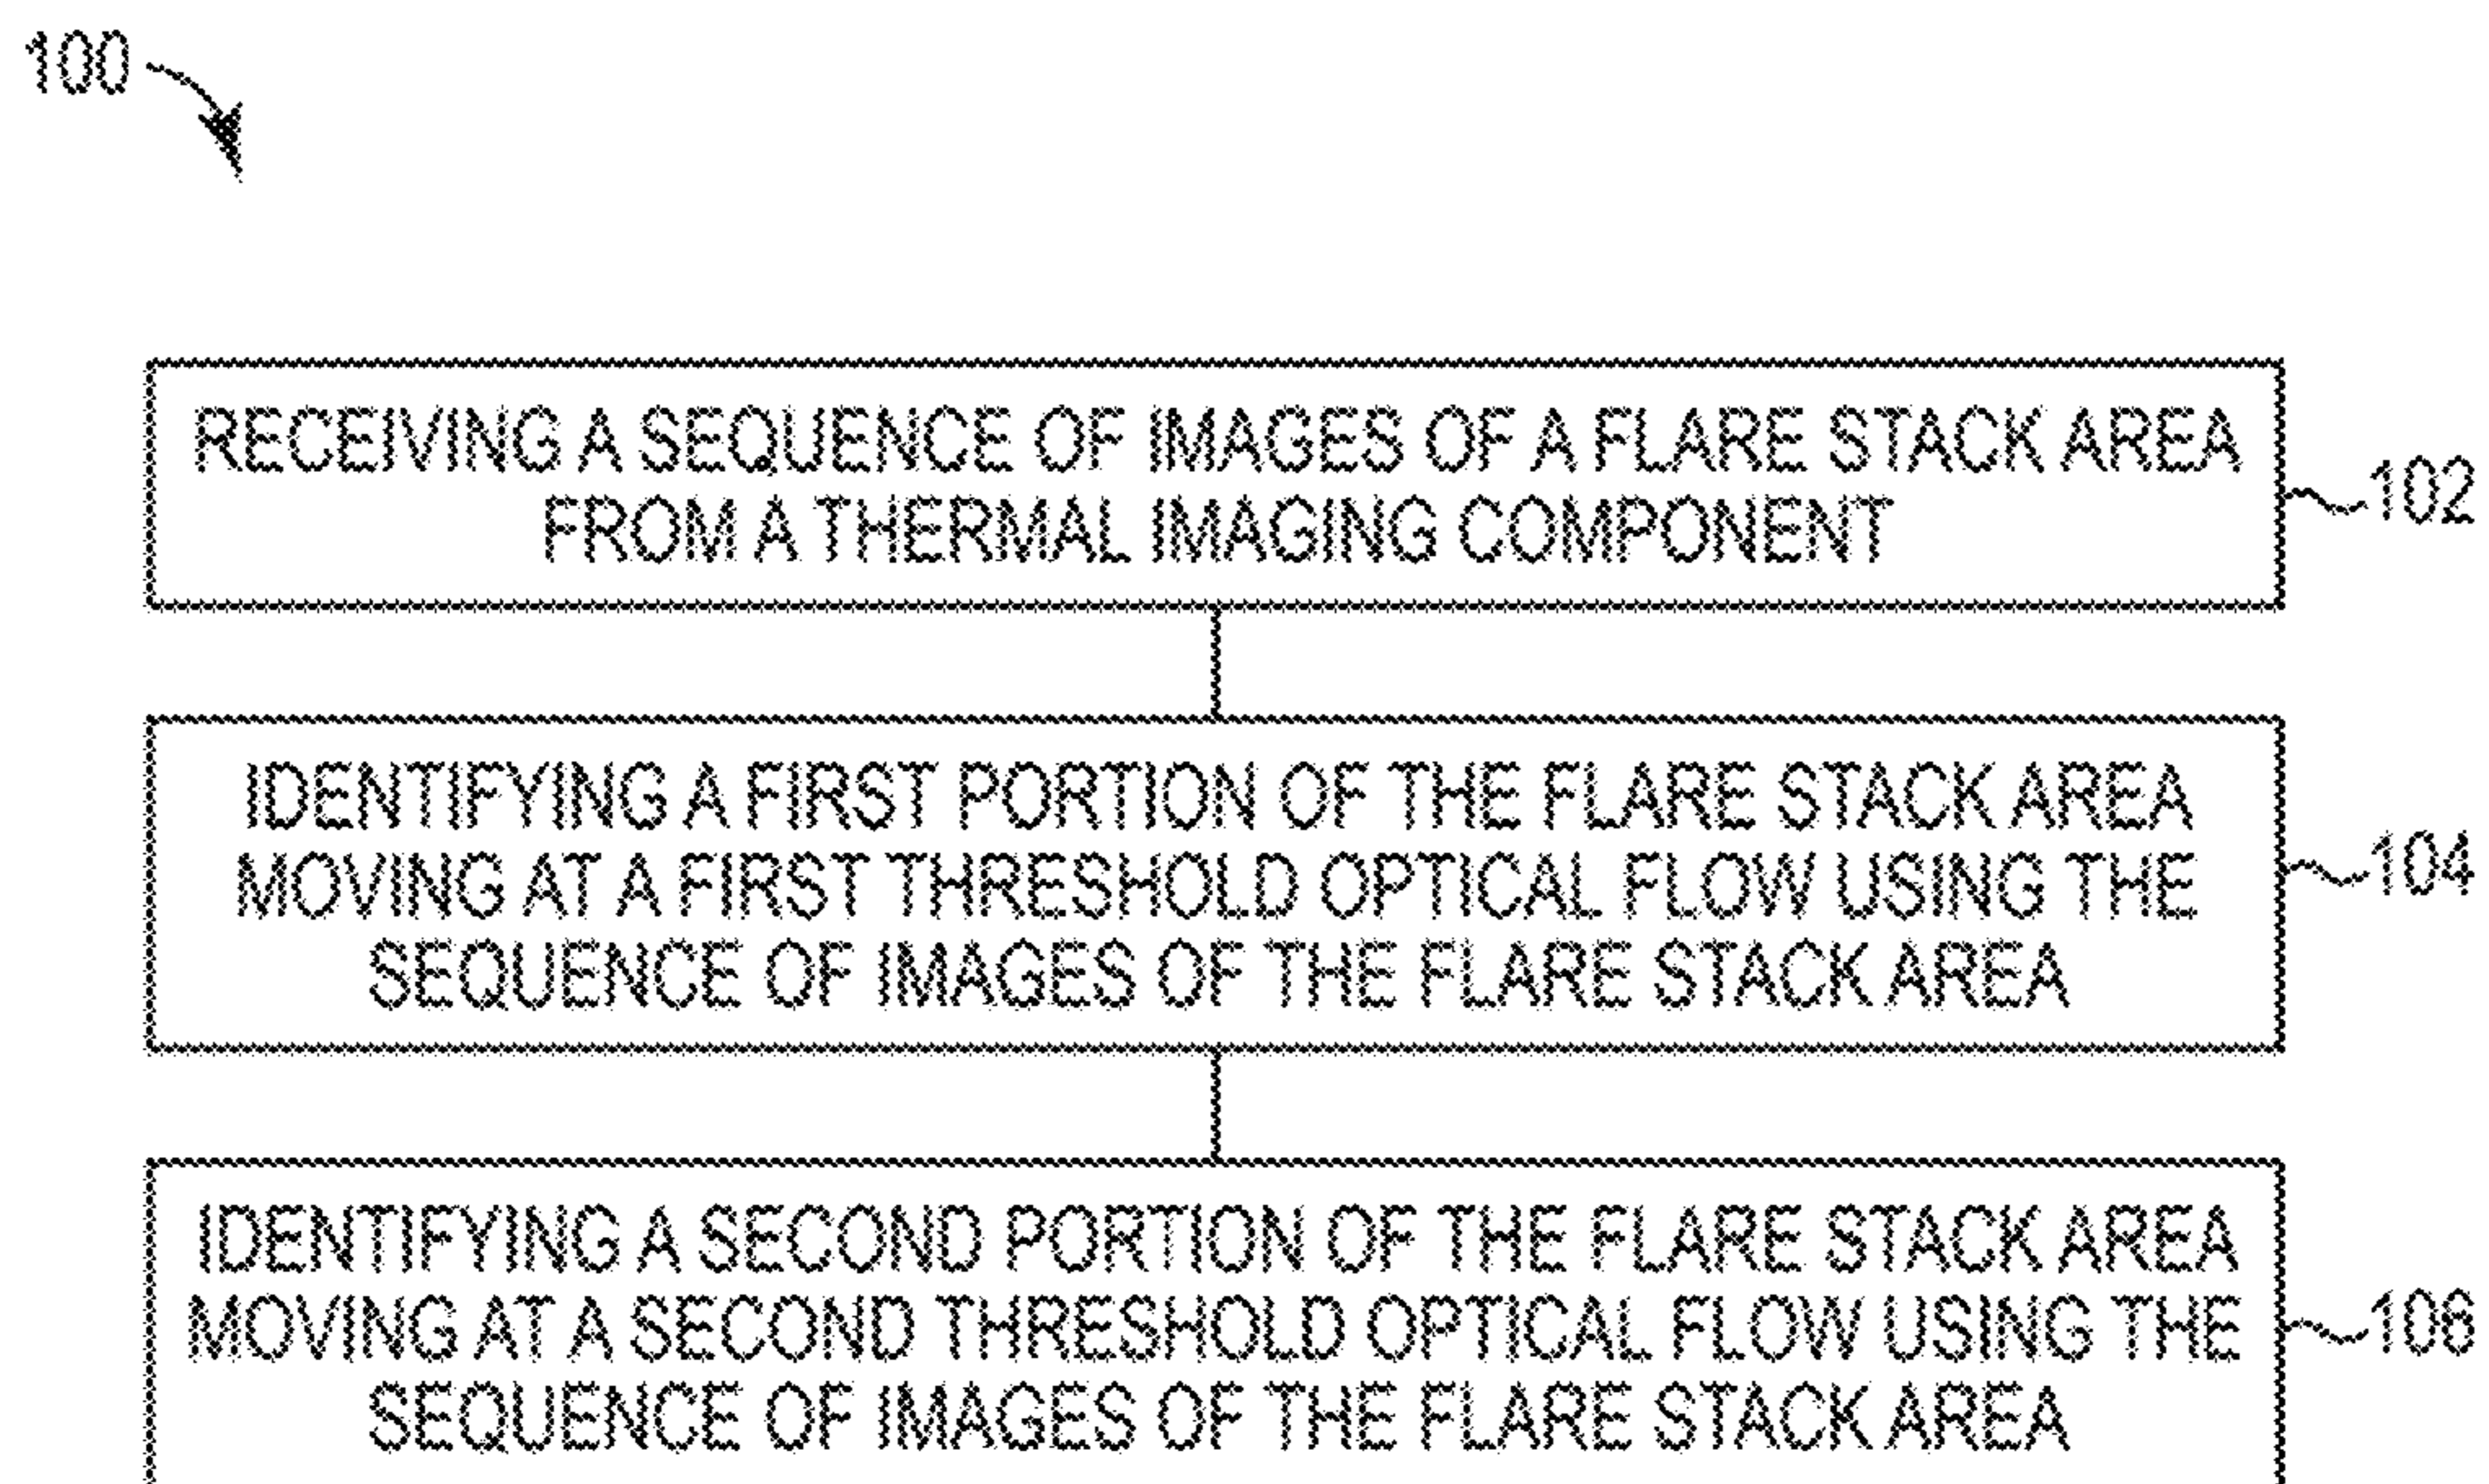 100
RECEIVING A SEQUENCE OF IMAGES OF A FLARE STACK AREA
FROM A THERMAL IMAGING COMPONENT
102
IDENTIFYING A FIRST PORTION OF THE FLARE STACK AREA
MOVING AT A FIRST THRESHOLD OPTICAL FLOW USING THE
SEQUENCE OF IMAGES OF THE FLARE STACK AREA
104
IDENTIFYING A SECOND PORTION OF THE FLARE STACK AREA
MOVING AT A SECOND THRESHOLD OPTICAL FLOW USING THE
SEQUENCE OF IMAGES OF THE FLARE STACK AREA
106